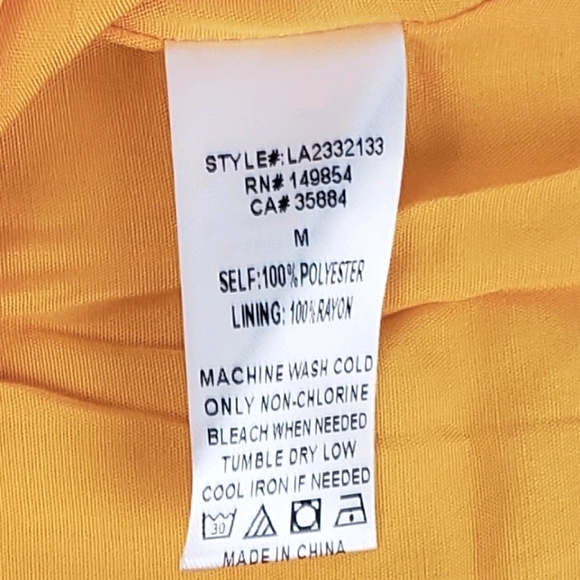 STYLE#:LA2332133
RN# 149854
CA# 35884
M
SELF:100%POLYESTER
LINING: 100%RAYON
MACHINE WASH COLD
ONLY NON-CHLORINE
BLEACH WHEN NEEDED
TUMBLE DRY LOW
COOL IRON IF NEEDED
30
MADE IN CHINA